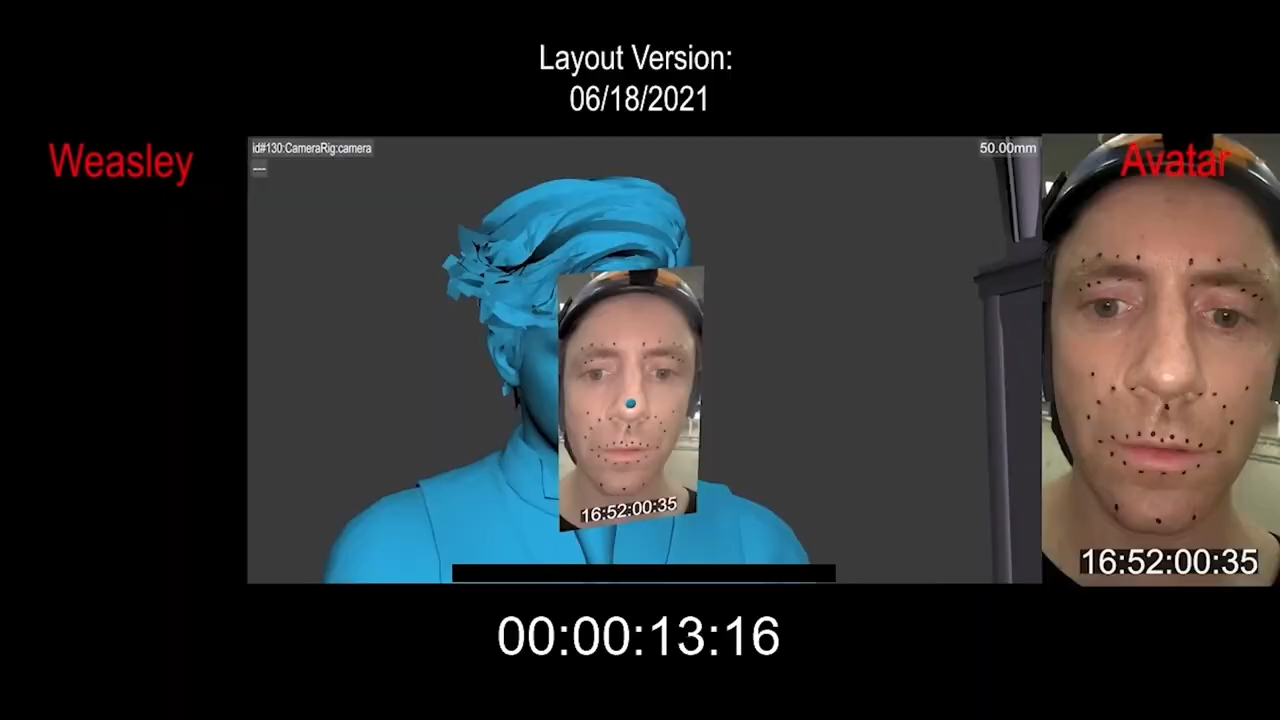 Layout Version:
06/18/2021
Weasley
id#130:CameraRig:camera
50.00mm
Avatar
16:52:00:35
16:52:00:35
00:00:13:16